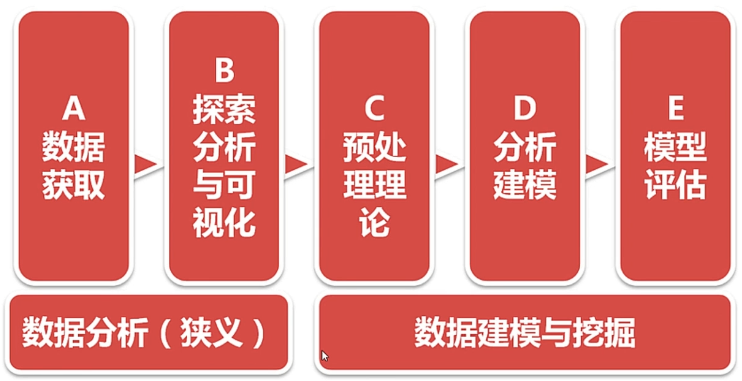 A
数据
获取
B
探索
分析
与可
视化
C
预处
理理
论
D
分析
建模
E
模型
评估
数据分析（狭义）
数据建模与挖掘